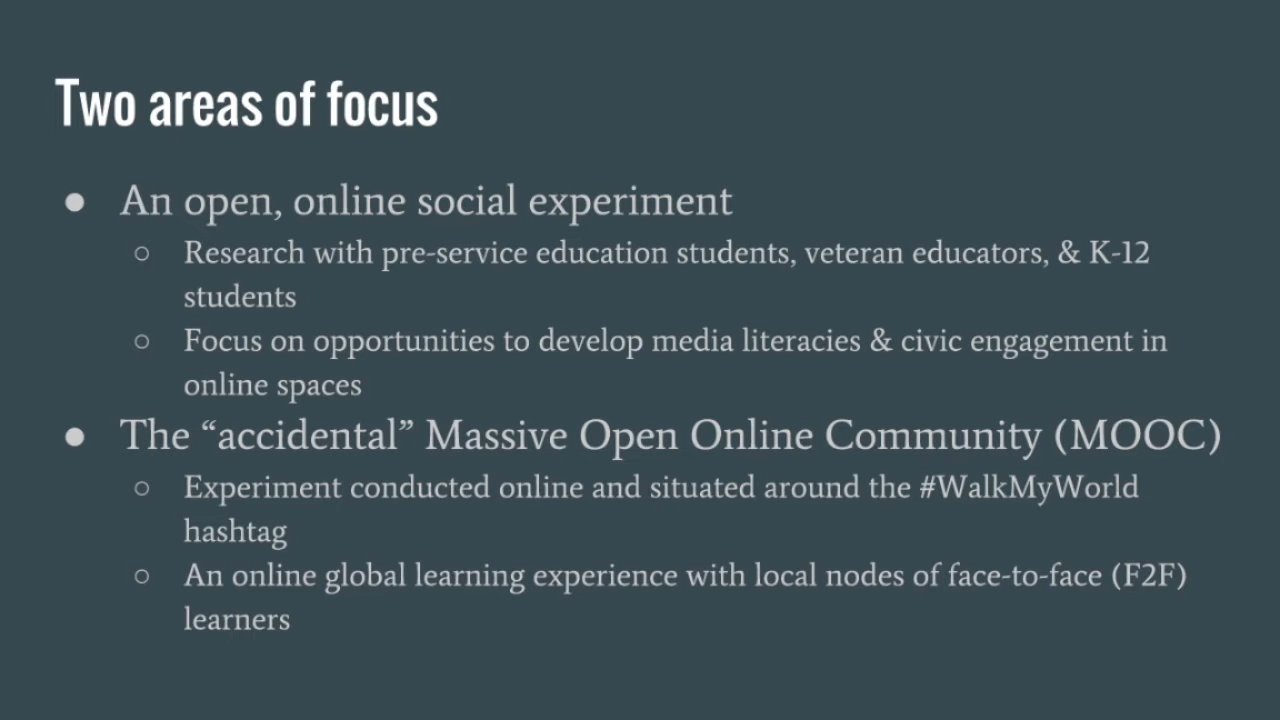 Two areas of focus
● An open, online social experiment
○ Research with pre-service education students, veteran educators, & K-12
students
○ Focus on opportunities to develop media literacies & civic engagement in
online spaces
● The “accidental” Massive Open Online Community (MOOC)
○ Experiment conducted online and situated around the #WalkMyWorld
hashtag
○ An online global learning experience with local nodes of face-to-face (F2F)
learners